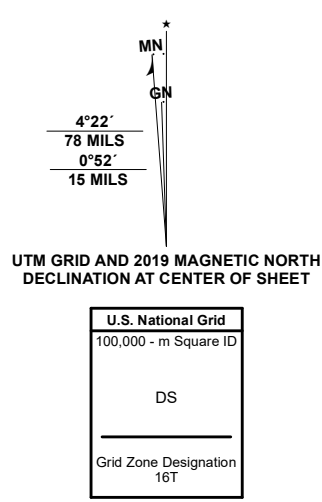 MN
GN
4°22´
78 MILS
0°52´
15 MILS
UTM GRID AND 2019 MAGNETIC NORTH
DECLINATION AT CENTER OF SHEET
U.S. National Grid
100,000 - m Square ID
DS
Grid Zone Designation
16T